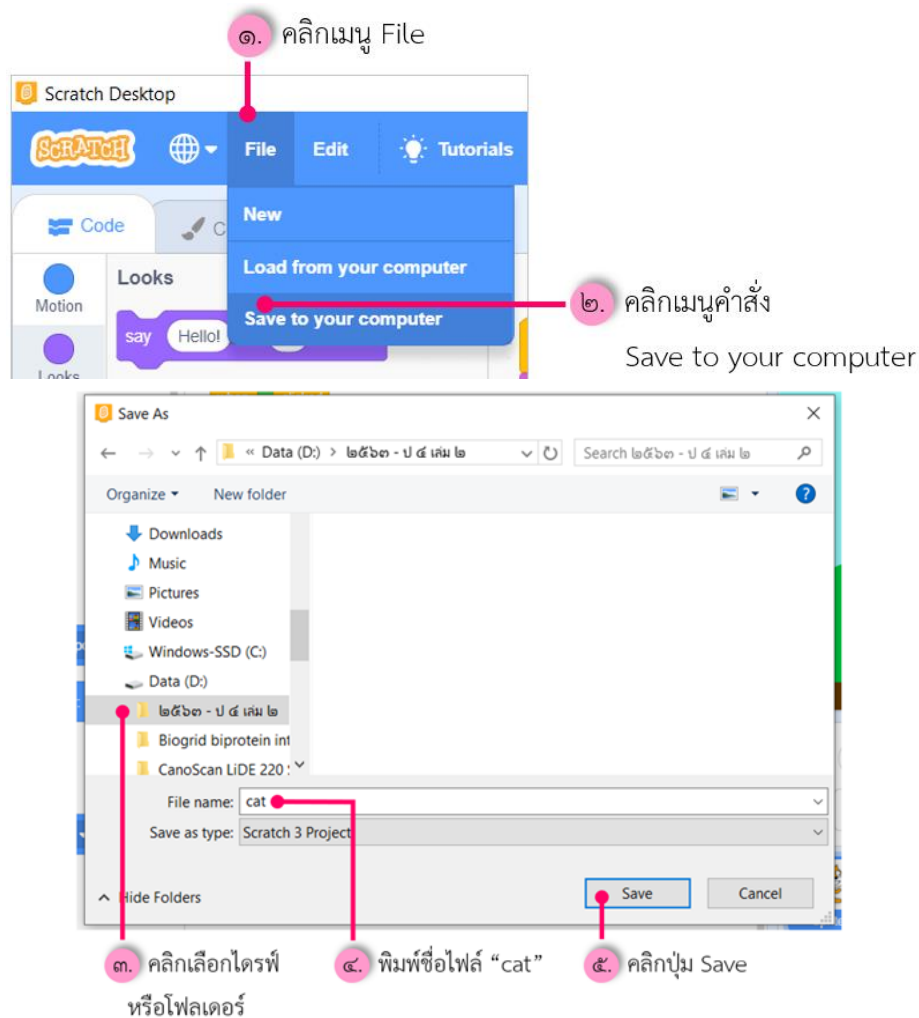 ๑. คลิกเมนู File
Scratch Desktop
SCRATCH File Edit Tutorials
New
Code
Load from your computer
Looks
Motion
Save to your computer
say Hello!
Looks
๒. คลิกเมนูคำสั่ง
Save to your computer
Save As
« Data (D:) › ๒๕๖๓ - ป ๔ เล่ม ๒
Search ๒๕๖๓ - ป ๔ เล่ม ๒
Organize New folder
Downloads
Music
Pictures
Videos
Windows-SSD (C:)
Data (D:)
๒๕๖๓ - ป ๔ เล่ม ๒
Biogrid biprotein int
CanoScan LiDE 220
File name: cat
Save as type: Scratch 3 Project
Hide Folders
Save Cancel
๓. คลิกเลือกไดรฟ์
หรือโฟลเดอร์
๔. พิมพ์ชื่อไฟล์ “cat”
๕. คลิกปุ่ม Save